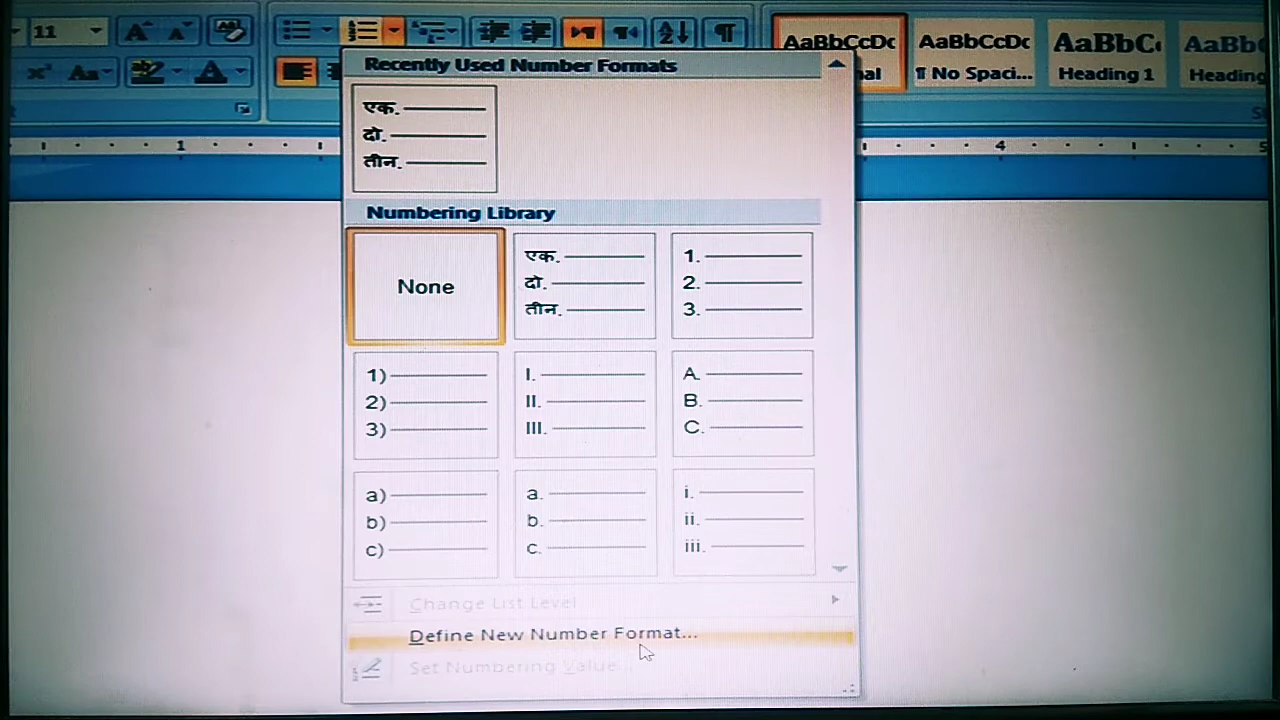 11
AaBbCcDc AaBbCcDc AaBbC AaBb
¶ No Spaci... Heading 1 Heading
Recently Used Number Formats
1 4
एक.
दो.
तीन.
Numbering Library
None
एक.
दो.
तीन.
1.
2.
3.
1)
2)
3)
I.
II.
III.
A.
B.
C.
a)
b)
c)
a.
b.
c.
i.
ii.
iii.
Change List Level
Define New Number Format...
Set Numbering Value...